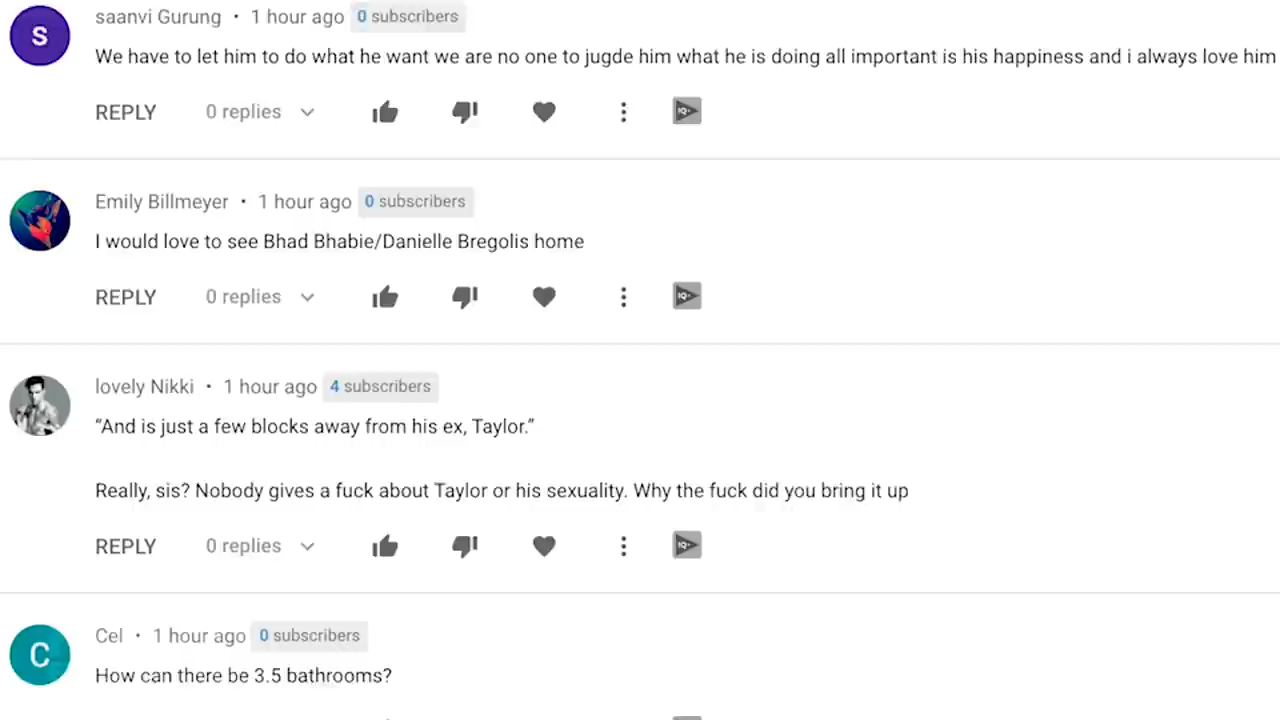 S
saanvi Gurung • 1 hour ago 0 subscribers
We have to let him to do what he want we are no one to jugde him what he is doing all important is his happiness and i always love him
REPLY 0 replies
IQ+
Emily Billmeyer • 1 hour ago 0 subscribers
I would love to see Bhad Bhabie/Danielle Bregolis home
REPLY 0 replies
IQ+
lovely Nikki • 1 hour ago 4 subscribers
“And is just a few blocks away from his ex, Taylor.”
Really, sis? Nobody gives a fuck about Taylor or his sexuality. Why the fuck did you bring it up
REPLY 0 replies
IQ+
C
Cel • 1 hour ago 0 subscribers
How can there be 3.5 bathrooms?